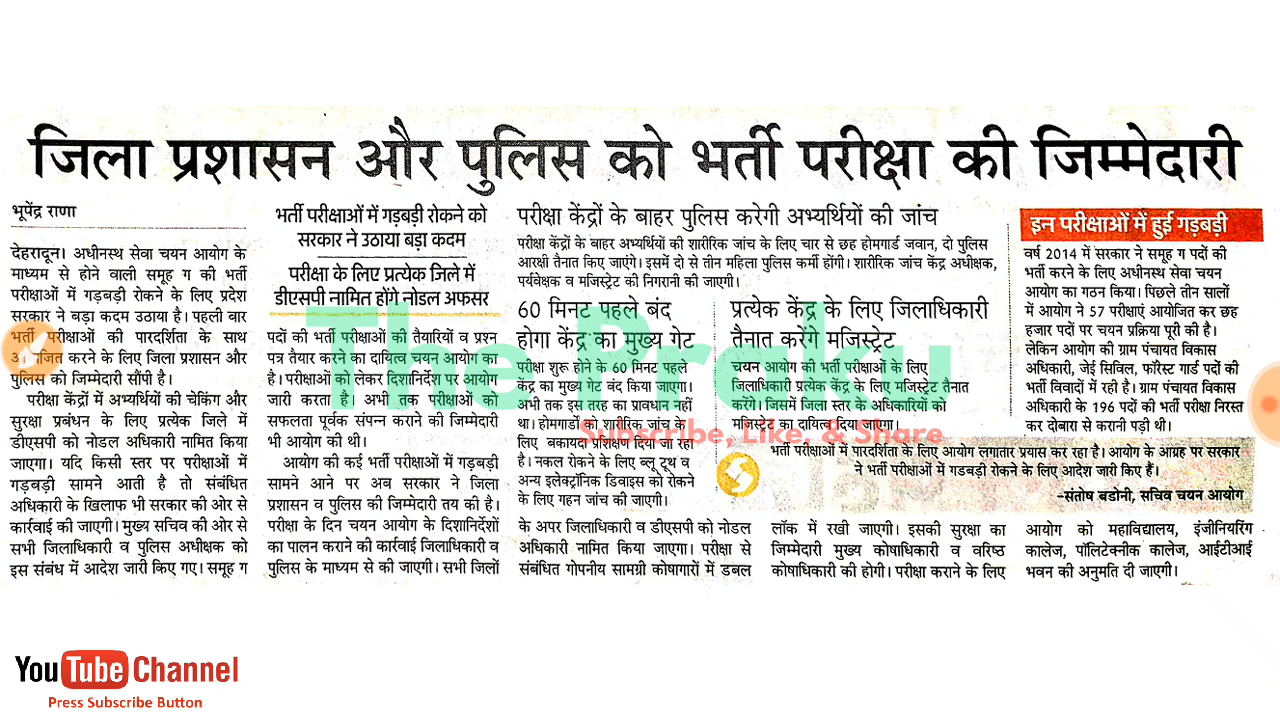 जिला प्रशासन और पुलिस को भर्ती परीक्षा की जिम्मेदारी
भूपेंद्र राणा
देहरादून। अधीनस्थ सेवा चयन आयोग के
माध्यम से होने वाली समूह ग की भर्ती
परीक्षाओं में गड़बड़ी रोकने के लिए प्रदेश
सरकार ने बड़ा कदम उठाया है। पहली बार
भर्ती परीक्षाओं की पारदर्शिता के साथ
आयोजित करने के लिए जिला प्रशासन और
पुलिस को जिम्मेदारी सौंपी है।
परीक्षा केंद्रों में अभ्यर्थियों की चेकिंग और
सुरक्षा प्रबंधन के लिए प्रत्येक जिले में
डीएसपी को नोडल अधिकारी नामित किया
जाएगा। यदि किसी स्तर पर परीक्षाओं में
गड़बड़ी सामने आती है तो संबंधित
अधिकारी के खिलाफ भी सरकार की ओर से
कार्रवाई की जाएगी। मुख्य सचिव की ओर से
सभी जिलाधिकारी व पुलिस अधीक्षक को
इस संबंध में आदेश जारी किए गए। समूह ग
भर्ती परीक्षाओं में गड़बड़ी रोकने को
सरकार ने उठाया बड़ा कदम
परीक्षा के लिए प्रत्येक जिले में
डीएसपी नामित होंगे नोडल अफसर
पदों की भर्ती परीक्षाओं की तैयारियों व प्रश्न
पत्र तैयार करने का दायित्व चयन आयोग का
है। परीक्षाओं को लेकर दिशानिर्देश पर आयोग
जारी करता है। अभी तक परीक्षाओं को
सफलता पूर्वक संपन्न कराने की जिम्मेदारी
भी आयोग की थी।
आयोग की कई भर्ती परीक्षाओं में गड़बड़ी
सामने आने पर अब सरकार ने जिला
प्रशासन व पुलिस की जिम्मेदारी तय की है।
परीक्षा के दिन चयन आयोग के दिशानिर्देशों
का पालन कराने की कार्रवाई जिलाधिकारी व
पुलिस के माध्यम से की जाएगी। सभी जिलों
परीक्षा केंद्रों के बाहर पुलिस करेगी अभ्यर्थियों की जांच
परीक्षा केंद्रों के बाहर अभ्यर्थियों की शारीरिक जांच के लिए चार से छह होमगार्ड जवान, दो पुलिस
आरक्षी तैनात किए जाएंगे। इसमें दो से तीन महिला पुलिस कर्मी होंगी। शारीरिक जांच केंद्र अधीक्षक,
पर्यवेक्षक व मजिस्ट्रेट की निगरानी की जाएगी।
60 मिनट पहले बंद
होगा केंद्र का मुख्य गेट
परीक्षा शुरू होने के 60 मिनट पहले
केंद्र का मुख्य गेट बंद किया जाएगा।
अभी तक इस तरह का प्रावधान नहीं
था। होमगार्डों को शारीरिक जांच के
लिए बकायदा प्रशिक्षण दिया जा रहा
है। नकल रोकने के लिए ब्लू टूथ व
अन्य इलेक्ट्रॉनिक डिवाइस को रोकने
के लिए गहन जांच की जाएगी।
प्रत्येक केंद्र के लिए जिलाधिकारी
तैनात करेंगे मजिस्ट्रेट
चयन आयोग की भर्ती परीक्षाओं के लिए
जिलाधिकारी प्रत्येक केंद्र के लिए मजिस्ट्रेट तैनात
करेंगे। जिसमें जिला स्तर के अधिकारियों को
मजिस्ट्रेट का दायित्व दिया जाएगा।
इन परीक्षाओं में हुई गड़बड़ी
वर्ष 2014 में सरकार ने समूह ग पदों की
भर्ती करने के लिए अधीनस्थ सेवा चयन
आयोग का गठन किया। पिछले तीन सालों
में आयोग ने 57 परीक्षाएं आयोजित कर छह
हजार पदों पर चयन प्रक्रिया पूरी की है।
लेकिन आयोग की ग्राम पंचायत विकास
अधिकारी, जेई सिविल, फॉरेस्ट गार्ड पदों की
भर्ती विवादों में रही है। ग्राम पंचायत विकास
अधिकारी के 196 पदों की भर्ती परीक्षा निरस्त
कर दोबारा से करानी पड़ी थी।
भर्ती परीक्षाओं में पारदर्शिता के लिए आयोग लगातार प्रयास कर रहा है। आयोग के आग्रह पर सरकार
ने भर्ती परीक्षाओं में गडबड़ी रोकने के लिए आदेश जारी किए हैं।
-संतोष बडोनी, सचिव चयन आयोग
के अपर जिलाधिकारी व डीएसपी को नोडल
अधिकारी नामित किया जाएगा। परीक्षा से
संबंधित गोपनीय सामग्री कोषागारों में डबल
लॉक में रखी जाएगी। इसकी सुरक्षा का
जिम्मेदारी मुख्य कोषाधिकारी व वरिष्ठ
कोषाधिकारी की होगी। परीक्षा कराने के लिए
आयोग को महाविद्यालय, इंजीनियरिंग
कालेज, पॉलिटेक्नीक कालेज, आईटीआई
भवन की अनुमति दी जाएगी।
The Praku
Subscribe, Like, & Share
YouTube Channel
Press Subscribe Button